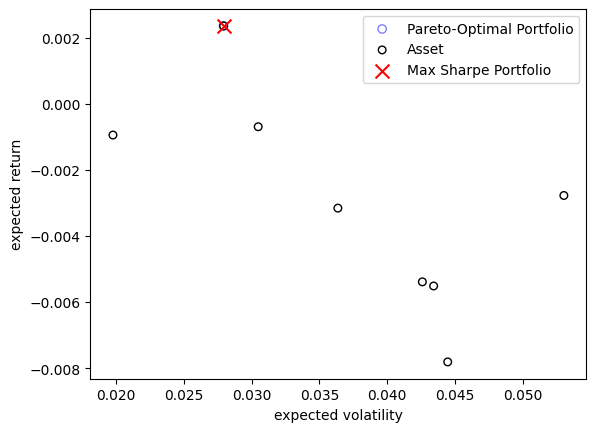 Pareto-Optimal Portfolio
Asset
Max Sharpe Portfolio
0.002
0.000
−0.002
−0.004
−0.006
−0.008
expected return
0.020 0.025 0.030 0.035 0.040 0.045 0.050
expected volatility